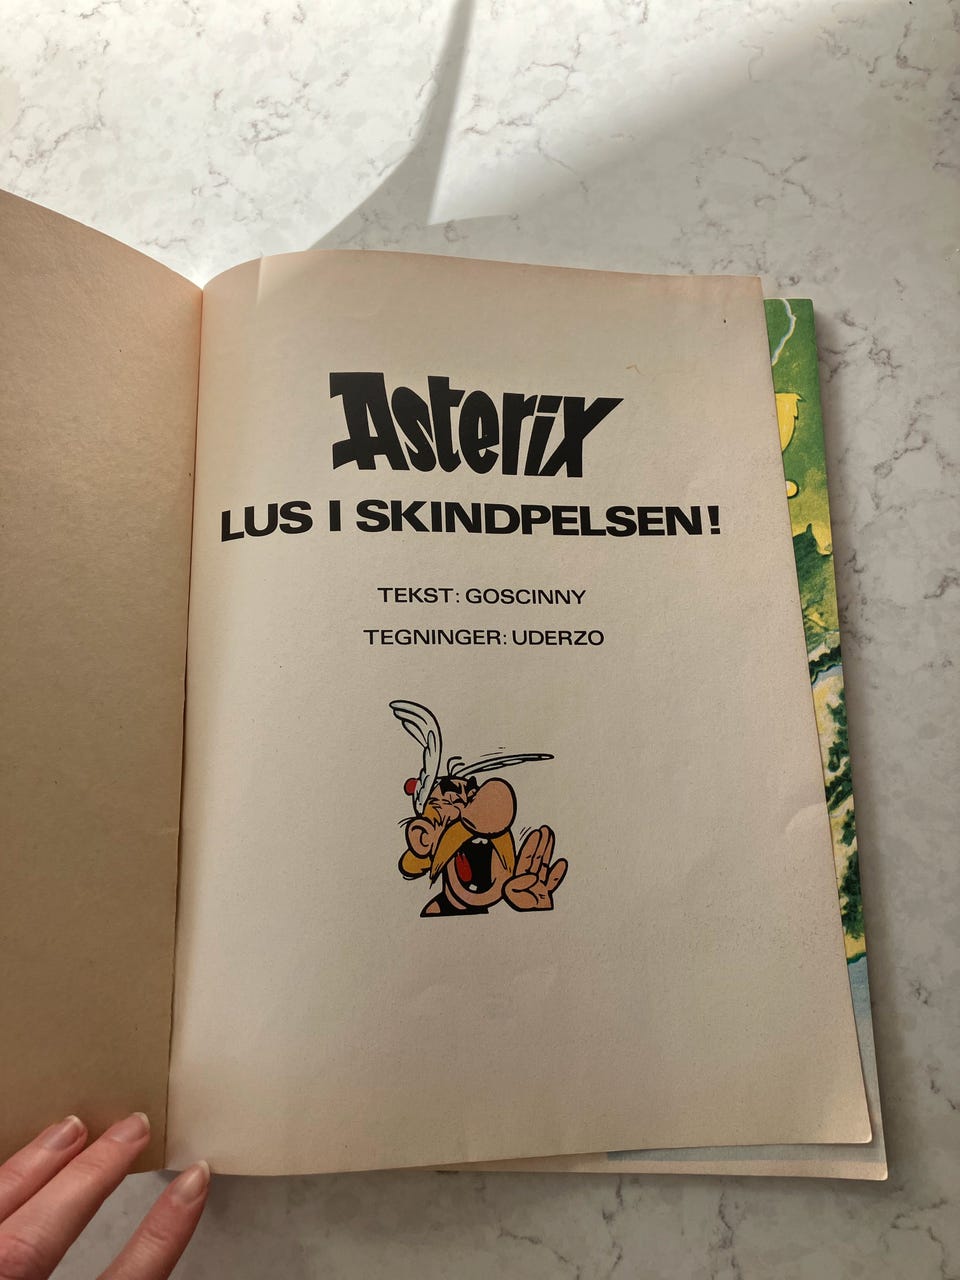 Asterix
LUS I SKINDPELSEN!
TEKST: GOSCINNY
TEGNINGER: UDERZO